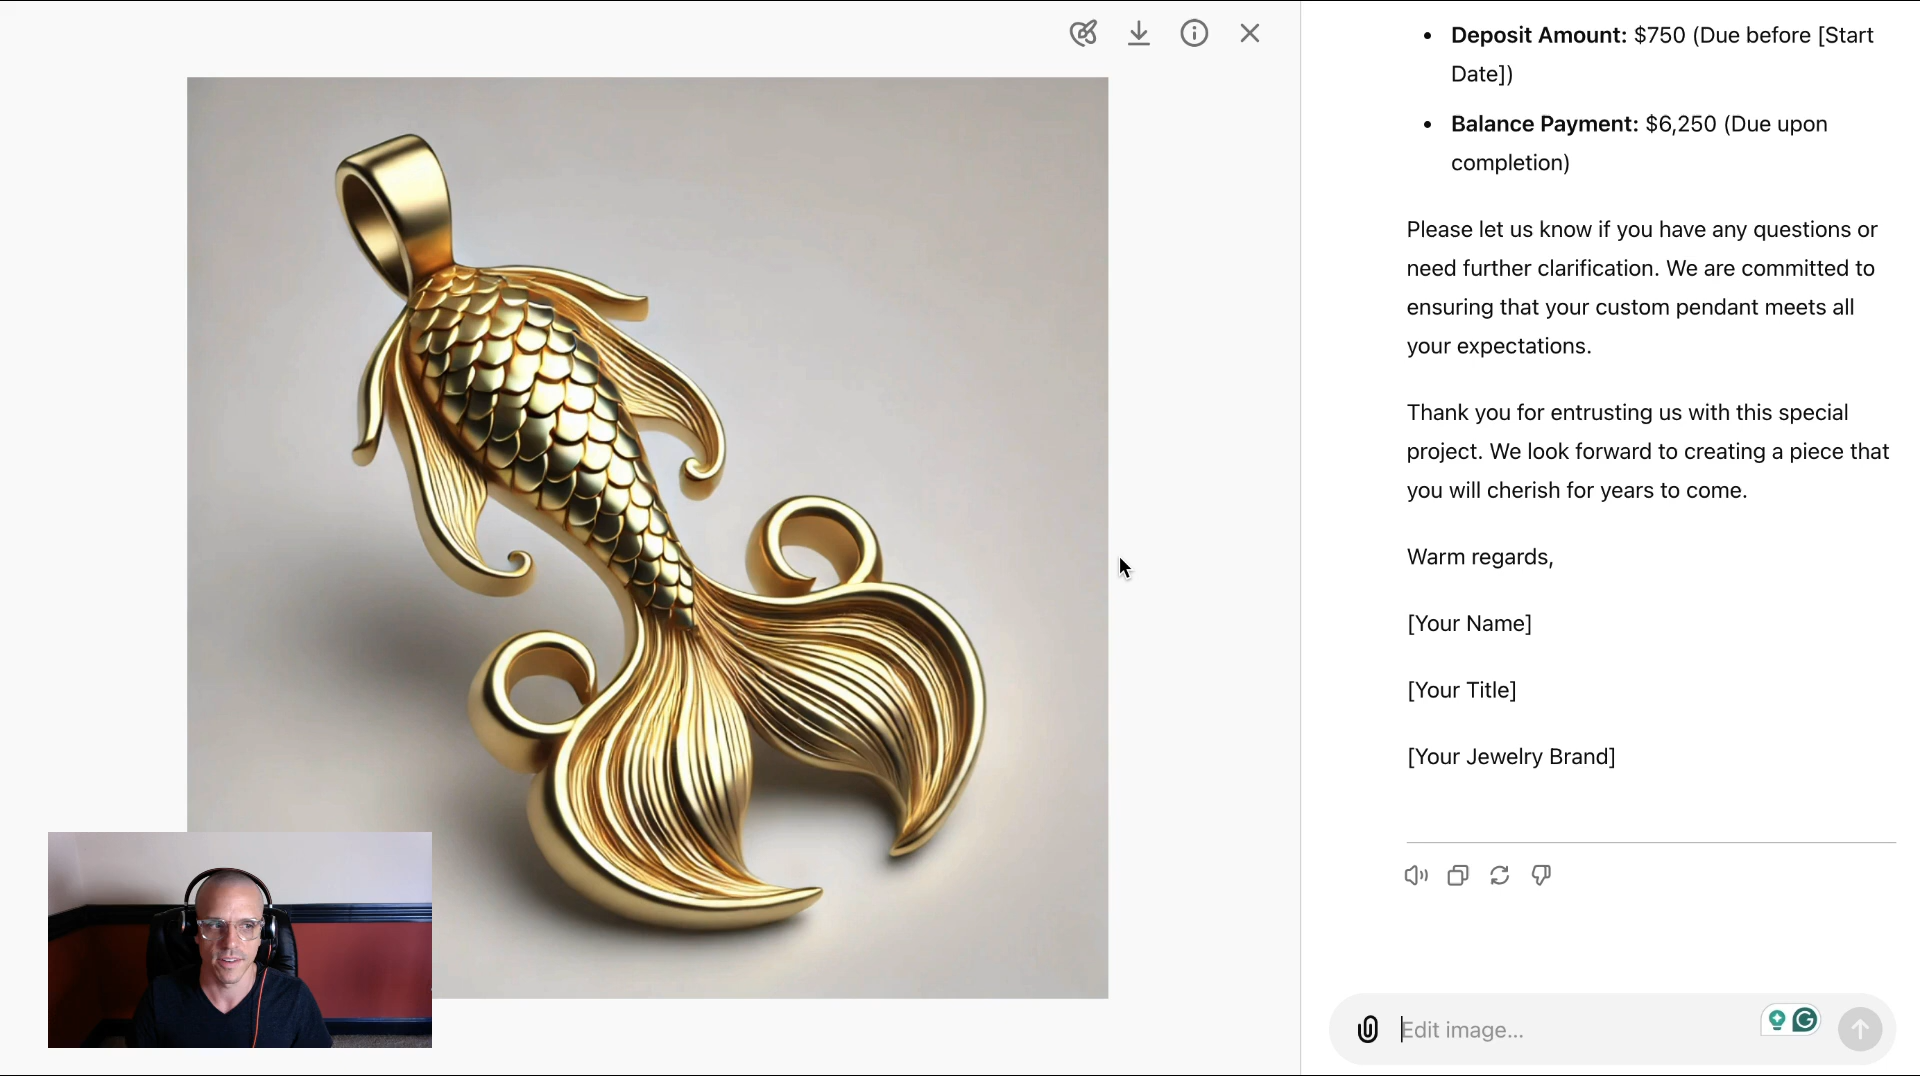 Deposit Amount: $750 (Due before [Start
Date])
Balance Payment: $6,250 (Due upon
completion)
Please let us know if you have any questions or
need further clarification. We are committed to
ensuring that your custom pendant meets all
your expectations.
Thank you for entrusting us with this special
project. We look forward to creating a piece that
you will cherish for years to come.
Warm regards,
[Your Name]
[Your Title]
[Your Jewelry Brand]
Edit image...